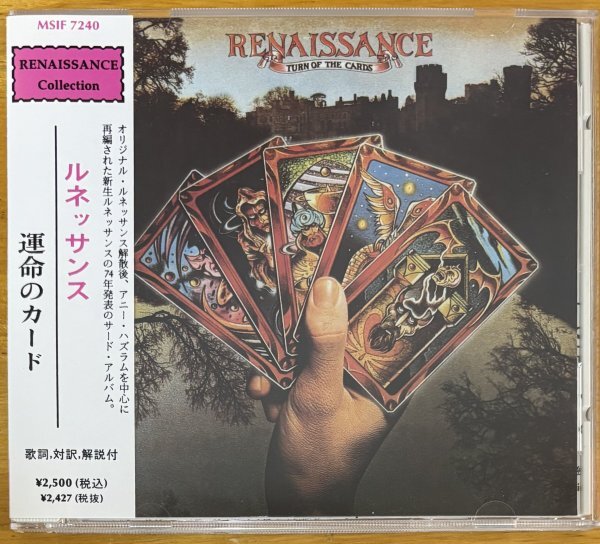 MSIF 7240
RENAISSANCE
Collection
オリジナル・ルネッサンス解散後、アニー・ハズラムを中心に
再編された新生ルネッサンスの74年発表のサード・アルバム。
ルネッサンス
運命のカード
歌詞.対訳.解説付
¥2,500(税込)
¥2,427(税抜)
RENAISSANCE
TURN OF THE CARDS